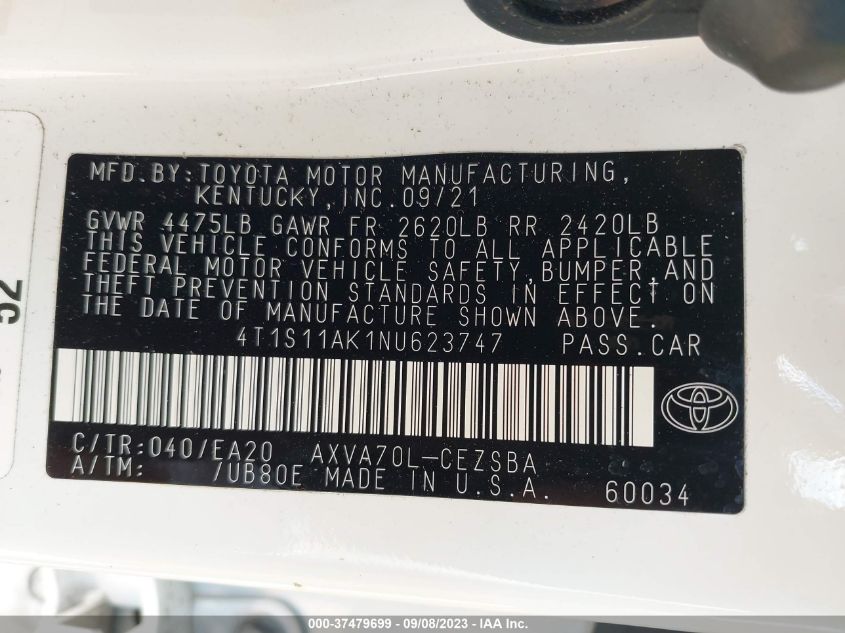 MFD.BY:TOYOTA MOTOR MANUFACTURING,
KENTUCKY,INC.09/21
GVWR 4475LB GAWR FR 2620LB RR 2420LB
THIS VEHICLE CONFORMS TO ALL APPLICABLE
FEDERAL MOTOR VEHICLE SAFETY,BUMPER,AND
THEFT PREVENTION STANDARDS IN EFFECT ON
THE DATE OF MANUFACTURE SHOWN ABOVE.
4T1S11AK1NU623747 PASS.CAR
C/TR:040/EA20 AXVA70L-CEZSBA
A/TM: /UB80E MADE IN U.S.A. 60034
52
000-37479699 - 09/08/2023 - IAA Inc.